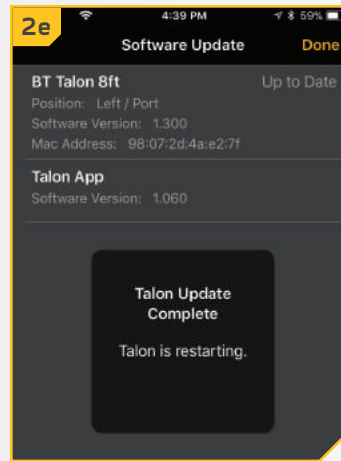 2e
4:39 PM
59%
Software Update
Done
BT Talon 8ft
Up to Date
Position: Left / Port
Software Version: 1.300
Mac Address: 98:07:2d:4a:e2:7f
Talon App
Software Version: 1.060
Talon Update
Complete
Talon is restarting.